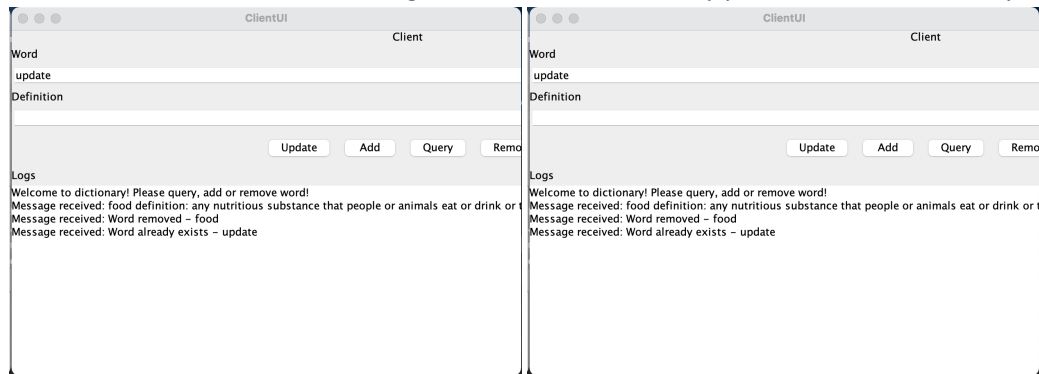 ClientUI
Client
Word
update
Definition
Update Add Query Remo
Logs
Welcome to dictionary! Please query, add or remove word!
Message received: food definition: any nutritious substance that people or animals eat or drink or t
Message received: Word removed – food
Message received: Word already exists – update
ClientUI
Client
Word
update
Definition
Update Add Query Remo
Logs
Welcome to dictionary! Please query, add or remove word!
Message received: food definition: any nutritious substance that people or animals eat or drink or t
Message received: Word removed – food
Message received: Word already exists – update